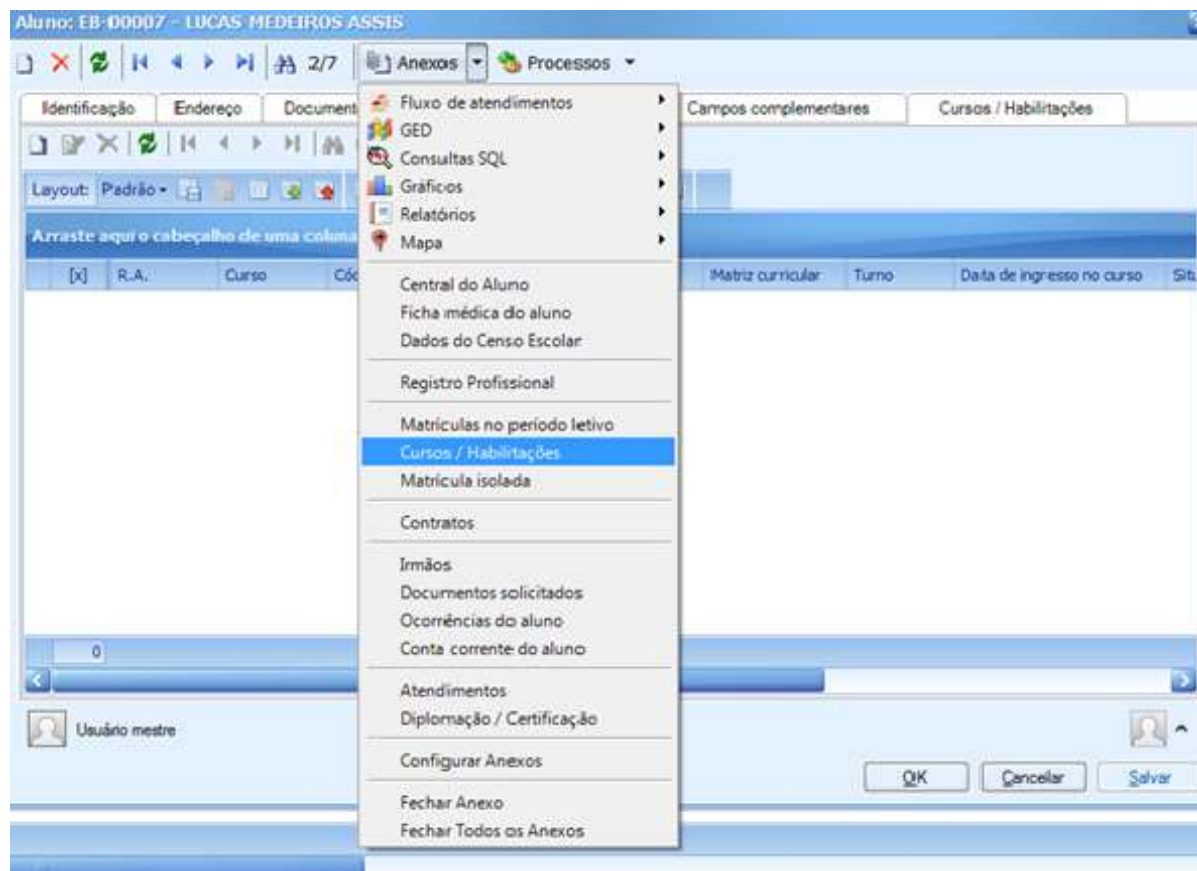 Aluno: EB-00007 - LUCAS MEDEIROS ASSIS
2/7 Anexos Processos
Identificação Endereço Document Campos complementares Cursos / Habilitações
Layout: Padrão
Arraste aqui o cabeçalho de uma coluna
[x] R.A. Curso Cód Matriz curricular Turno Data de ingresso no curso Situ
Fluxo de atendimentos
GED
Consultas SQL
Gráficos
Relatórios
Mapa
Central do Aluno
Ficha médica do aluno
Dados do Censo Escolar
Registro Profissional
Matrículas no período letivo
Cursos / Habilitações
Matrícula isolada
Contratos
Irmãos
Documentos solicitados
Ocorrências do aluno
Conta corrente do aluno
Atendimentos
Diplomação / Certificação
Configurar Anexos
Fechar Anexo
Fechar Todos os Anexos
0
Usuário mestre
OK Cancelar Salvar